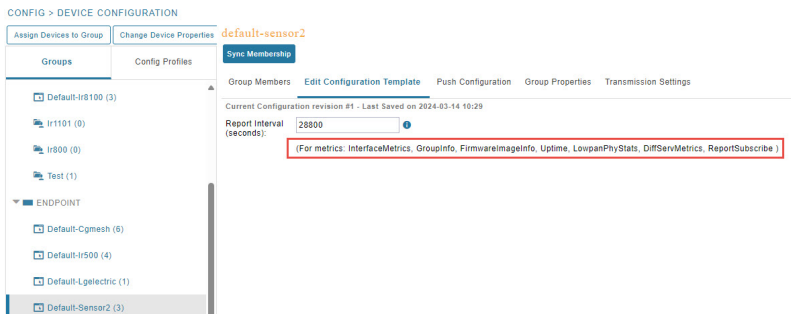 CONFIG > DEVICE CONFIGURATION
Assign Devices to Group
Change Device Properties
Groups
Config Profiles
Default-Ir8100 (3)
Ir1101 (0)
Ir800 (0)
Test (1)
ENDPOINT
Default-Cgmesh (6)
Default-Ir500 (4)
Default-Lgelectric (1)
Default-Sensor2 (3)
default-sensor2
Sync Membership
Group Members
Edit Configuration Template
Push Configuration
Group Properties
Transmission Settings
Current Configuration revision #1 - Last Saved on 2024-03-14 10:29
Report Interval
(seconds):
28800
(For metrics: InterfaceMetrics, GroupInfo, FirmwareImageInfo, Uptime, LowpanPhyStats, DiffServMetrics, ReportSubscribe )